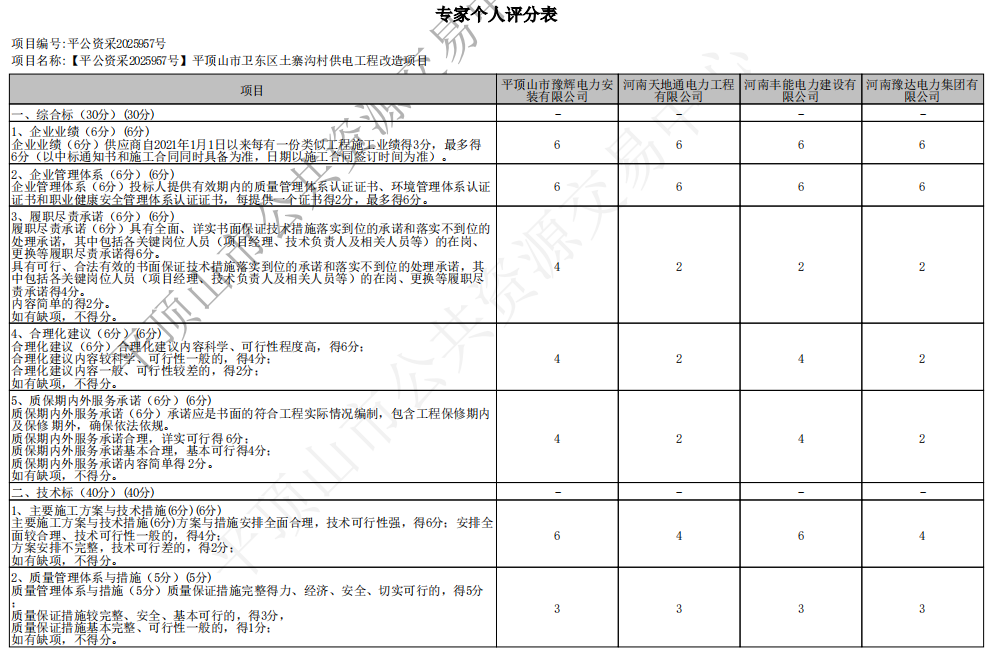 专家个人评分表
项目编号:平公资采2025957号
项目名称:【平公资采2025957号】平顶山市卫东区土寨沟村供电工程改造项目
项目 平顶山市豫辉电力安装有限公司 河南天地通电力工程有限公司 河南丰能电力建设有限公司 河南豫达电力集团有限公司
一、综合标（30分）(30分) － － － －
1、企业业绩（6分）(6分)
企业业绩（6分）供应商自2021年1月1日以来每有一份类似工程施工业绩得3分，最多得
6分（以中标通知书和施工合同同时具备为准，日期以施工合同签订时间为准）。
6 6 6 6
2、企业管理体系（6分）(6分)
企业管理体系（6分）投标人提供有效期内的质量管理体系认证证书、环境管理体系认证
证书和职业健康安全管理体系认证证书，每提供一个证书得2分，最多得6分。
6 6 6 6
3、履职尽责承诺（6分）(6分)
履职尽责承诺（6分）具有全面、详实书面保证技术措施落实到位的承诺和落实不到位的
处理承诺，其中包括各关键岗位人员（项目经理、技术负责人及相关人员等）的在岗、
更换等履职尽责承诺得6分。
具有可行、合法有效的书面保证技术措施落实到位的承诺和落实不到位的处理承诺，其
中包括各关键岗位人员（项目经理、技术负责人及相关人员等）的在岗、更换等履职尽
责承诺得4分。
内容简单的得2分。
如有缺项，不得分。
4 2 2 2
4、合理化建议（6分）(6分)
合理化建议（6分）合理化建议内容科学、可行性程度高，得6分；
合理化建议内容较科学、可行性一般的，得4分；
合理化建议内容一般、可行性较差的，得2分；
如有缺项，不得分。
4 2 4 2
5、质保期内外服务承诺（6分）(6分)
质保期内外服务承诺（6分）承诺应是书面的符合工程实际情况编制，包含工程保修期内
及保修 期外，确保依法依规。
质保期内外服务承诺合理，详实可行得 6分；
质保期内外服务承诺基本合理，基本可行得4分；
质保期内外服务承诺内容简单得 2分。
如有缺项，不得分。
4 2 4 2
二、技术标（40分）(40分) － － － －
1、主要施工方案与技术措施(6分)(6分)
主要施工方案与技术措施(6分)方案与措施安排全面合理，技术可行性强，得6分；安排全
面较合理、技术可行性一般的，得4分；
方案安排不完整，技术可行差的，得2分；
如有缺项，不得分。
6 4 6 4
2、质量管理体系与措施（5分）(5分)
质量管理体系与措施（5分）质量保证措施完整得力、经济、安全、切实可行的，得5分
；
质量保证措施较完整、安全、基本可行的，得3分，
质量保证措施基本完整、可行性一般的，得1分；
如有缺项，不得分。
3 3 3 3
平顶山市公共资源交易中
平顶山市公共资源交易中心